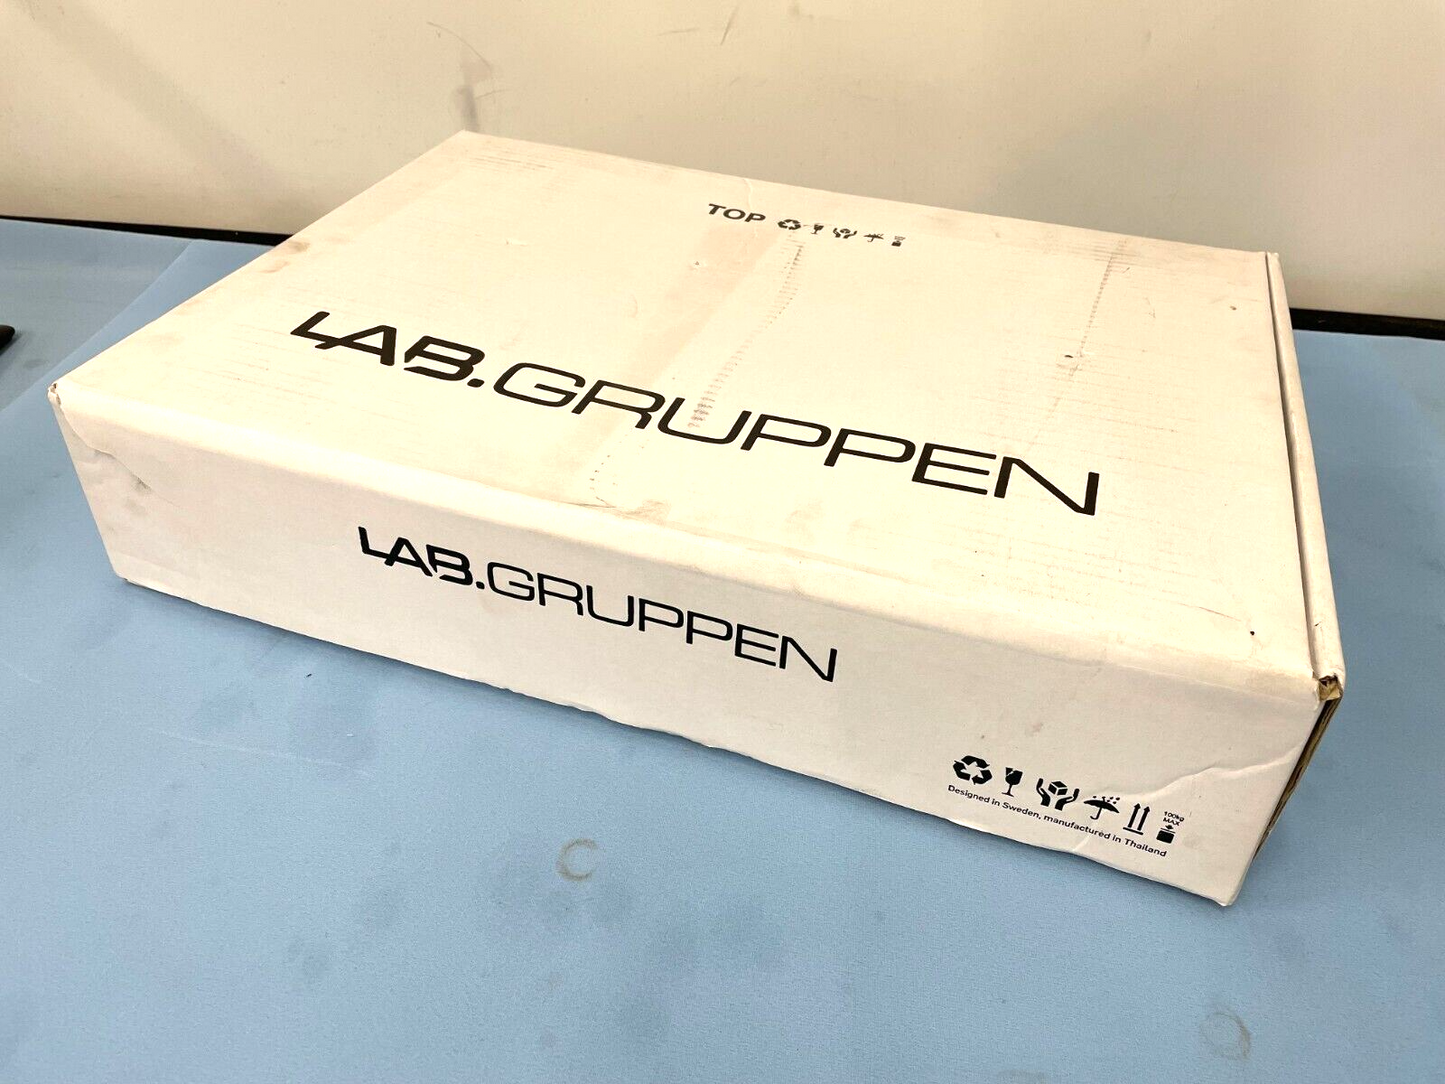 TOP
LAB.GRUPPEN
LAB.GRUPPEN
100kg
MAX
Designed in Sweden, manufactured in Thailand